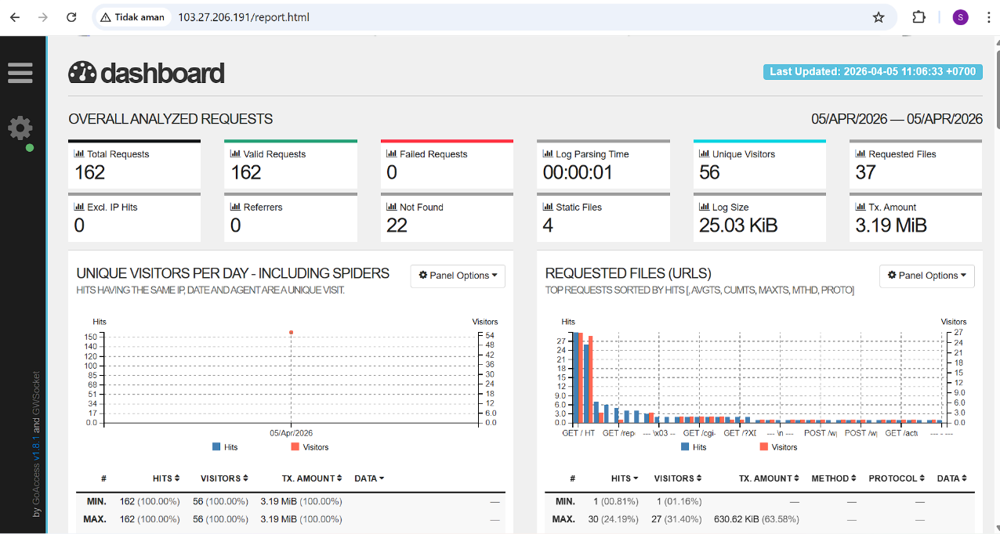 Tidak aman 103.27.206.191/report.html S
dashboard
Last Updated: 2026-04-05 11:06:33 +0700
OVERALL ANALYZED REQUESTS
05/APR/2026 — 05/APR/2026
Total Requests
162
Valid Requests
162
Failed Requests
0
Log Parsing Time
00:00:01
Unique Visitors
56
Requested Files
37
Excl. IP Hits
0
Referrers
0
Not Found
22
Static Files
4
Log Size
25.03 KiB
Tx. Amount
3.19 MiB
UNIQUE VISITORS PER DAY - INCLUDING SPIDERS
Panel Options
HITS HAVING THE SAME IP, DATE AND AGENT ARE A UNIQUE VISIT.
Hits Visitors
150 54
140 48
120 42
100 36
85 30
68 24
51 18
34 12
17 6.0
0.0 0.0
05/Apr/2026
Hits Visitors
# HITS VISITORS TX. AMOUNT DATA
MIN. 162 (100.00%) 56 (100.00%) 3.19 MiB (100.00%) —
MAX. 162 (100.00%) 56 (100.00%) 3.19 MiB (100.00%) —
REQUESTED FILES (URLS)
Panel Options
TOP REQUESTS SORTED BY HITS [, AVGTS, CUMTS, MAXTS, MTHD, PROTO]
Hits Visitors
27 27
24 24
21 21
18 18
15 15
12 12
9.0 9.0
6.0 6.0
3.0 3.0
0.0 0.0
GET / HT GET /rep --- \x03 -- GET /cgi- GET /?XD --- \n --- POST /wp POST /wp GET /acti --- - ---
Hits Visitors
# HITS VISITORS TX. AMOUNT METHOD PROTOCOL DATA
MIN. 1 (00.81%) 1 (01.16%) — — —
MAX. 30 (24.19%) 27 (31.40%) 630.62 KiB (63.58%) — —
by GoAccess v1.8.1 and GWSocket